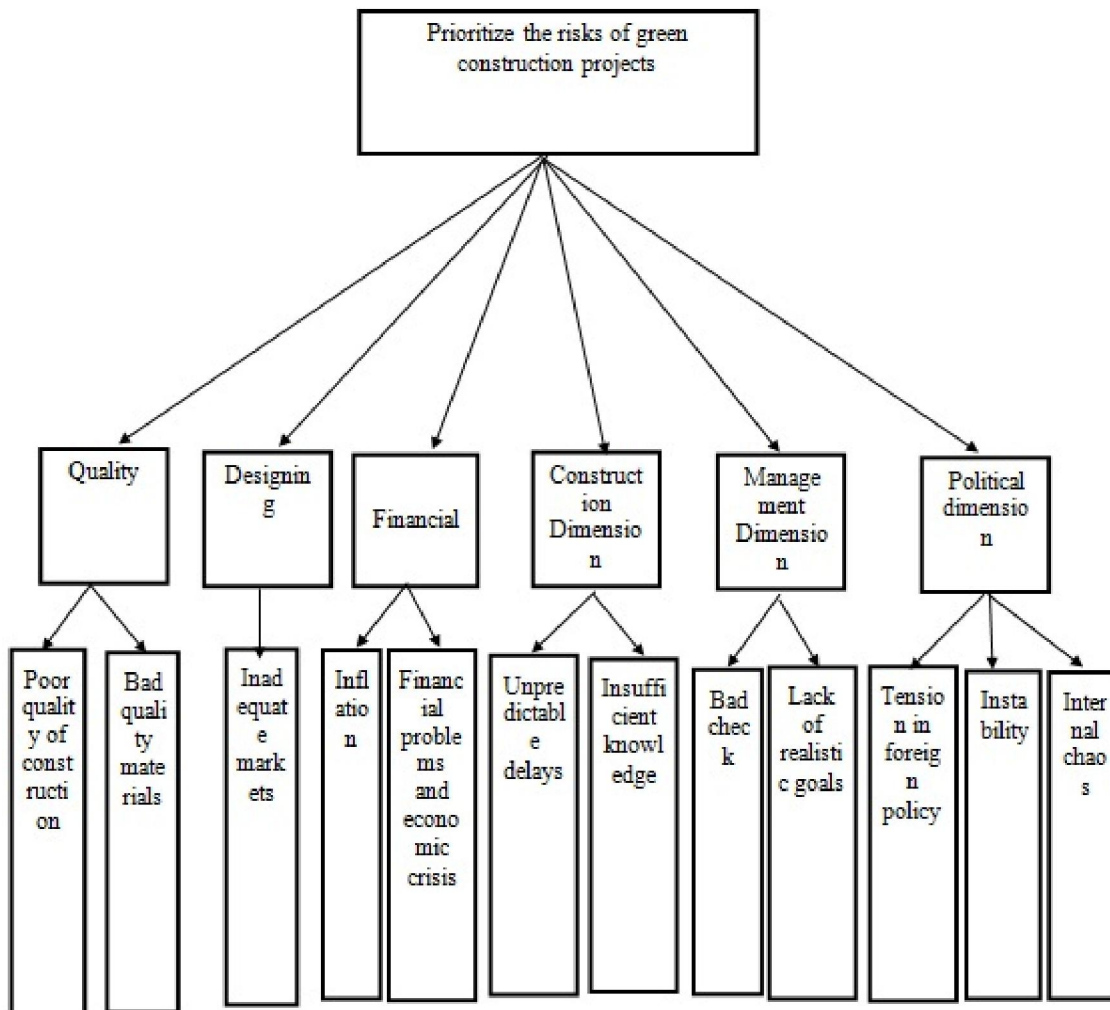 Prioritize the risks of green
construction projects
Quality
Designin
g
Financial
Construct
ion
Dimensio
n
Manage
ment
Dimensio
n
Political
dimensio
n
Poor
qualit
y of
const
ructi
on
Bad
quality
mate
rials
Inad
equat
e
mark
ets
Infl
atio
n
Financ
ial
proble
ms and
econo
mic
crisis
Unpre
dictabl
e
delays
Insuffi
cient
knowl
edge
Bad
chec
k
Lack
of
realisti
c goals
Tensio
n in
foreig
n
policy
Insta
bility
Inter
nal
chao
s